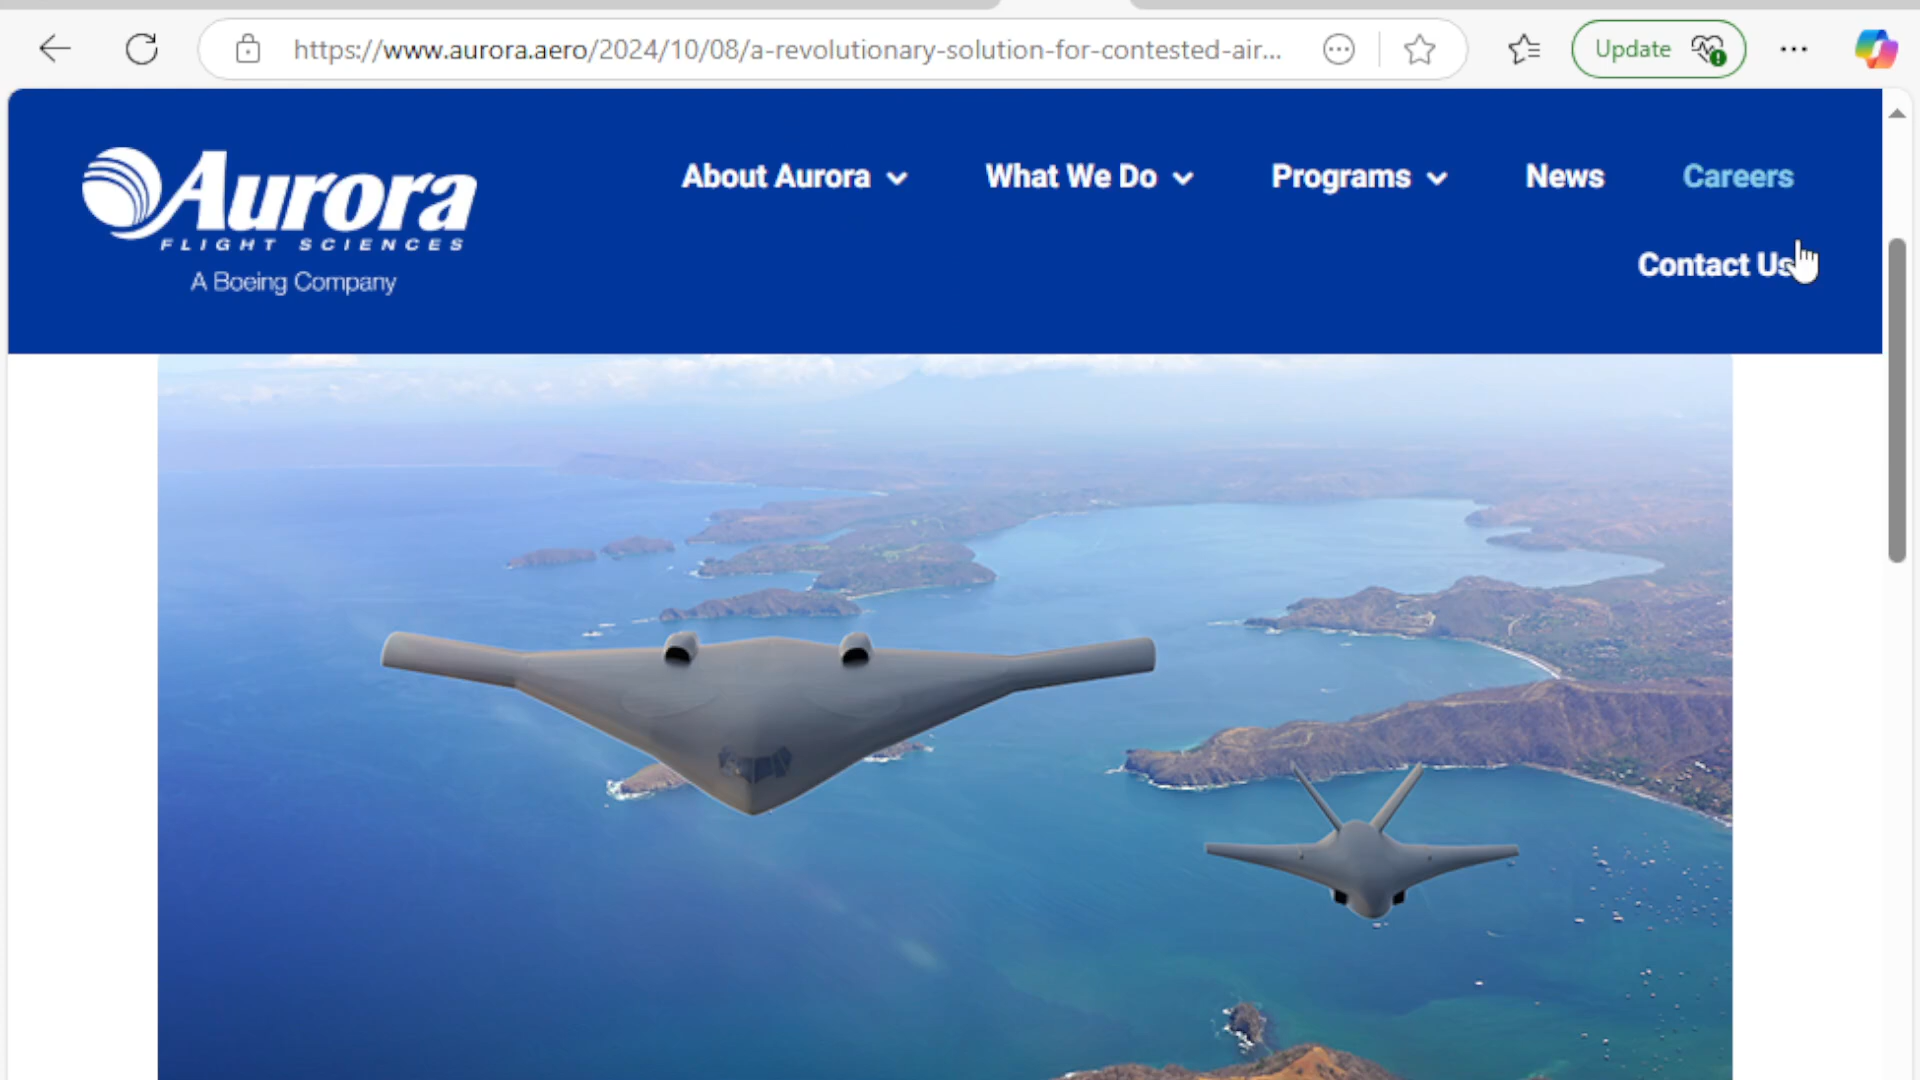 https://www.aurora.aero/2024/10/08/a-revolutionary-solution-for-contested-air...
Update
Aurora
FLIGHT SCIENCES
A Boeing Company
About Aurora
What We Do
Programs
News
Careers
Contact Us